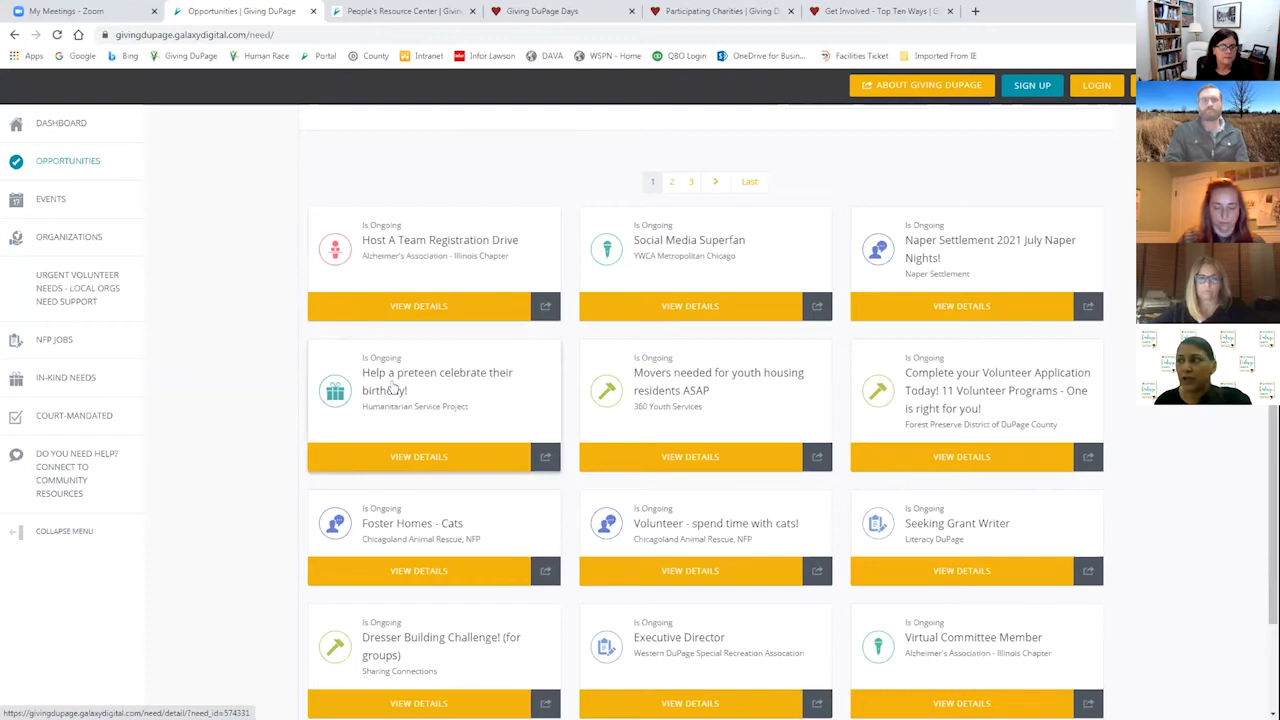 My Meetings - Zoom
Opportunities | Giving DuPage
People's Resource Center | Giving
Giving DuPage Days
Participating Charities | Giving D
Get Involved - Top Ten Ways | G
givingdupage.galaxydigital.com/need/
Apps
Google
Bing
Giving DuPage
Human Race
Portal
County
Intranet
Infor Lawson
DAVA
WSPN - Home
QBO Login
OneDrive for Busin...
Facilities Ticket
Imported From IE
ABOUT GIVING DUPAGE
SIGN UP
LOGIN
DASHBOARD
OPPORTUNITIES
EVENTS
ORGANIZATIONS
URGENT VOLUNTEER
NEEDS - LOCAL ORGS
NEED SUPPORT
NFP JOBS
IN-KIND NEEDS
COURT-MANDATED
DO YOU NEED HELP?
CONNECT TO
COMMUNITY
RESOURCES
COLLAPSE MENU
1 2 3 > Last
Is Ongoing
Host A Team Registration Drive
Alzheimer's Association - Illinois Chapter
VIEW DETAILS
Is Ongoing
Social Media Superfan
YWCA Metropolitan Chicago
VIEW DETAILS
Is Ongoing
Naper Settlement 2021 July Naper
Nights!
Naper Settlement
VIEW DETAILS
Is Ongoing
Help a preteen celebrate their
birthday!
Humanitarian Service Project
VIEW DETAILS
Is Ongoing
Movers needed for youth housing
residents ASAP
360 Youth Services
VIEW DETAILS
Is Ongoing
Complete your Volunteer Application
Today! 11 Volunteer Programs - One
is right for you!
Forest Preserve District of DuPage County
VIEW DETAILS
Is Ongoing
Foster Homes - Cats
Chicagoland Animal Rescue, NFP
VIEW DETAILS
Is Ongoing
Volunteer - spend time with cats!
Chicagoland Animal Rescue, NFP
VIEW DETAILS
Is Ongoing
Seeking Grant Writer
Literacy DuPage
VIEW DETAILS
Is Ongoing
Dresser Building Challenge! (for
groups)
Sharing Connections
VIEW DETAILS
Is Ongoing
Executive Director
Western DuPage Special Recreation Assocation
VIEW DETAILS
Is Ongoing
Virtual Committee Member
Alzheimer's Association - Illinois Chapter
VIEW DETAILS
https://givingdupage.galaxydigital.com/need/detail/?need_id=574331